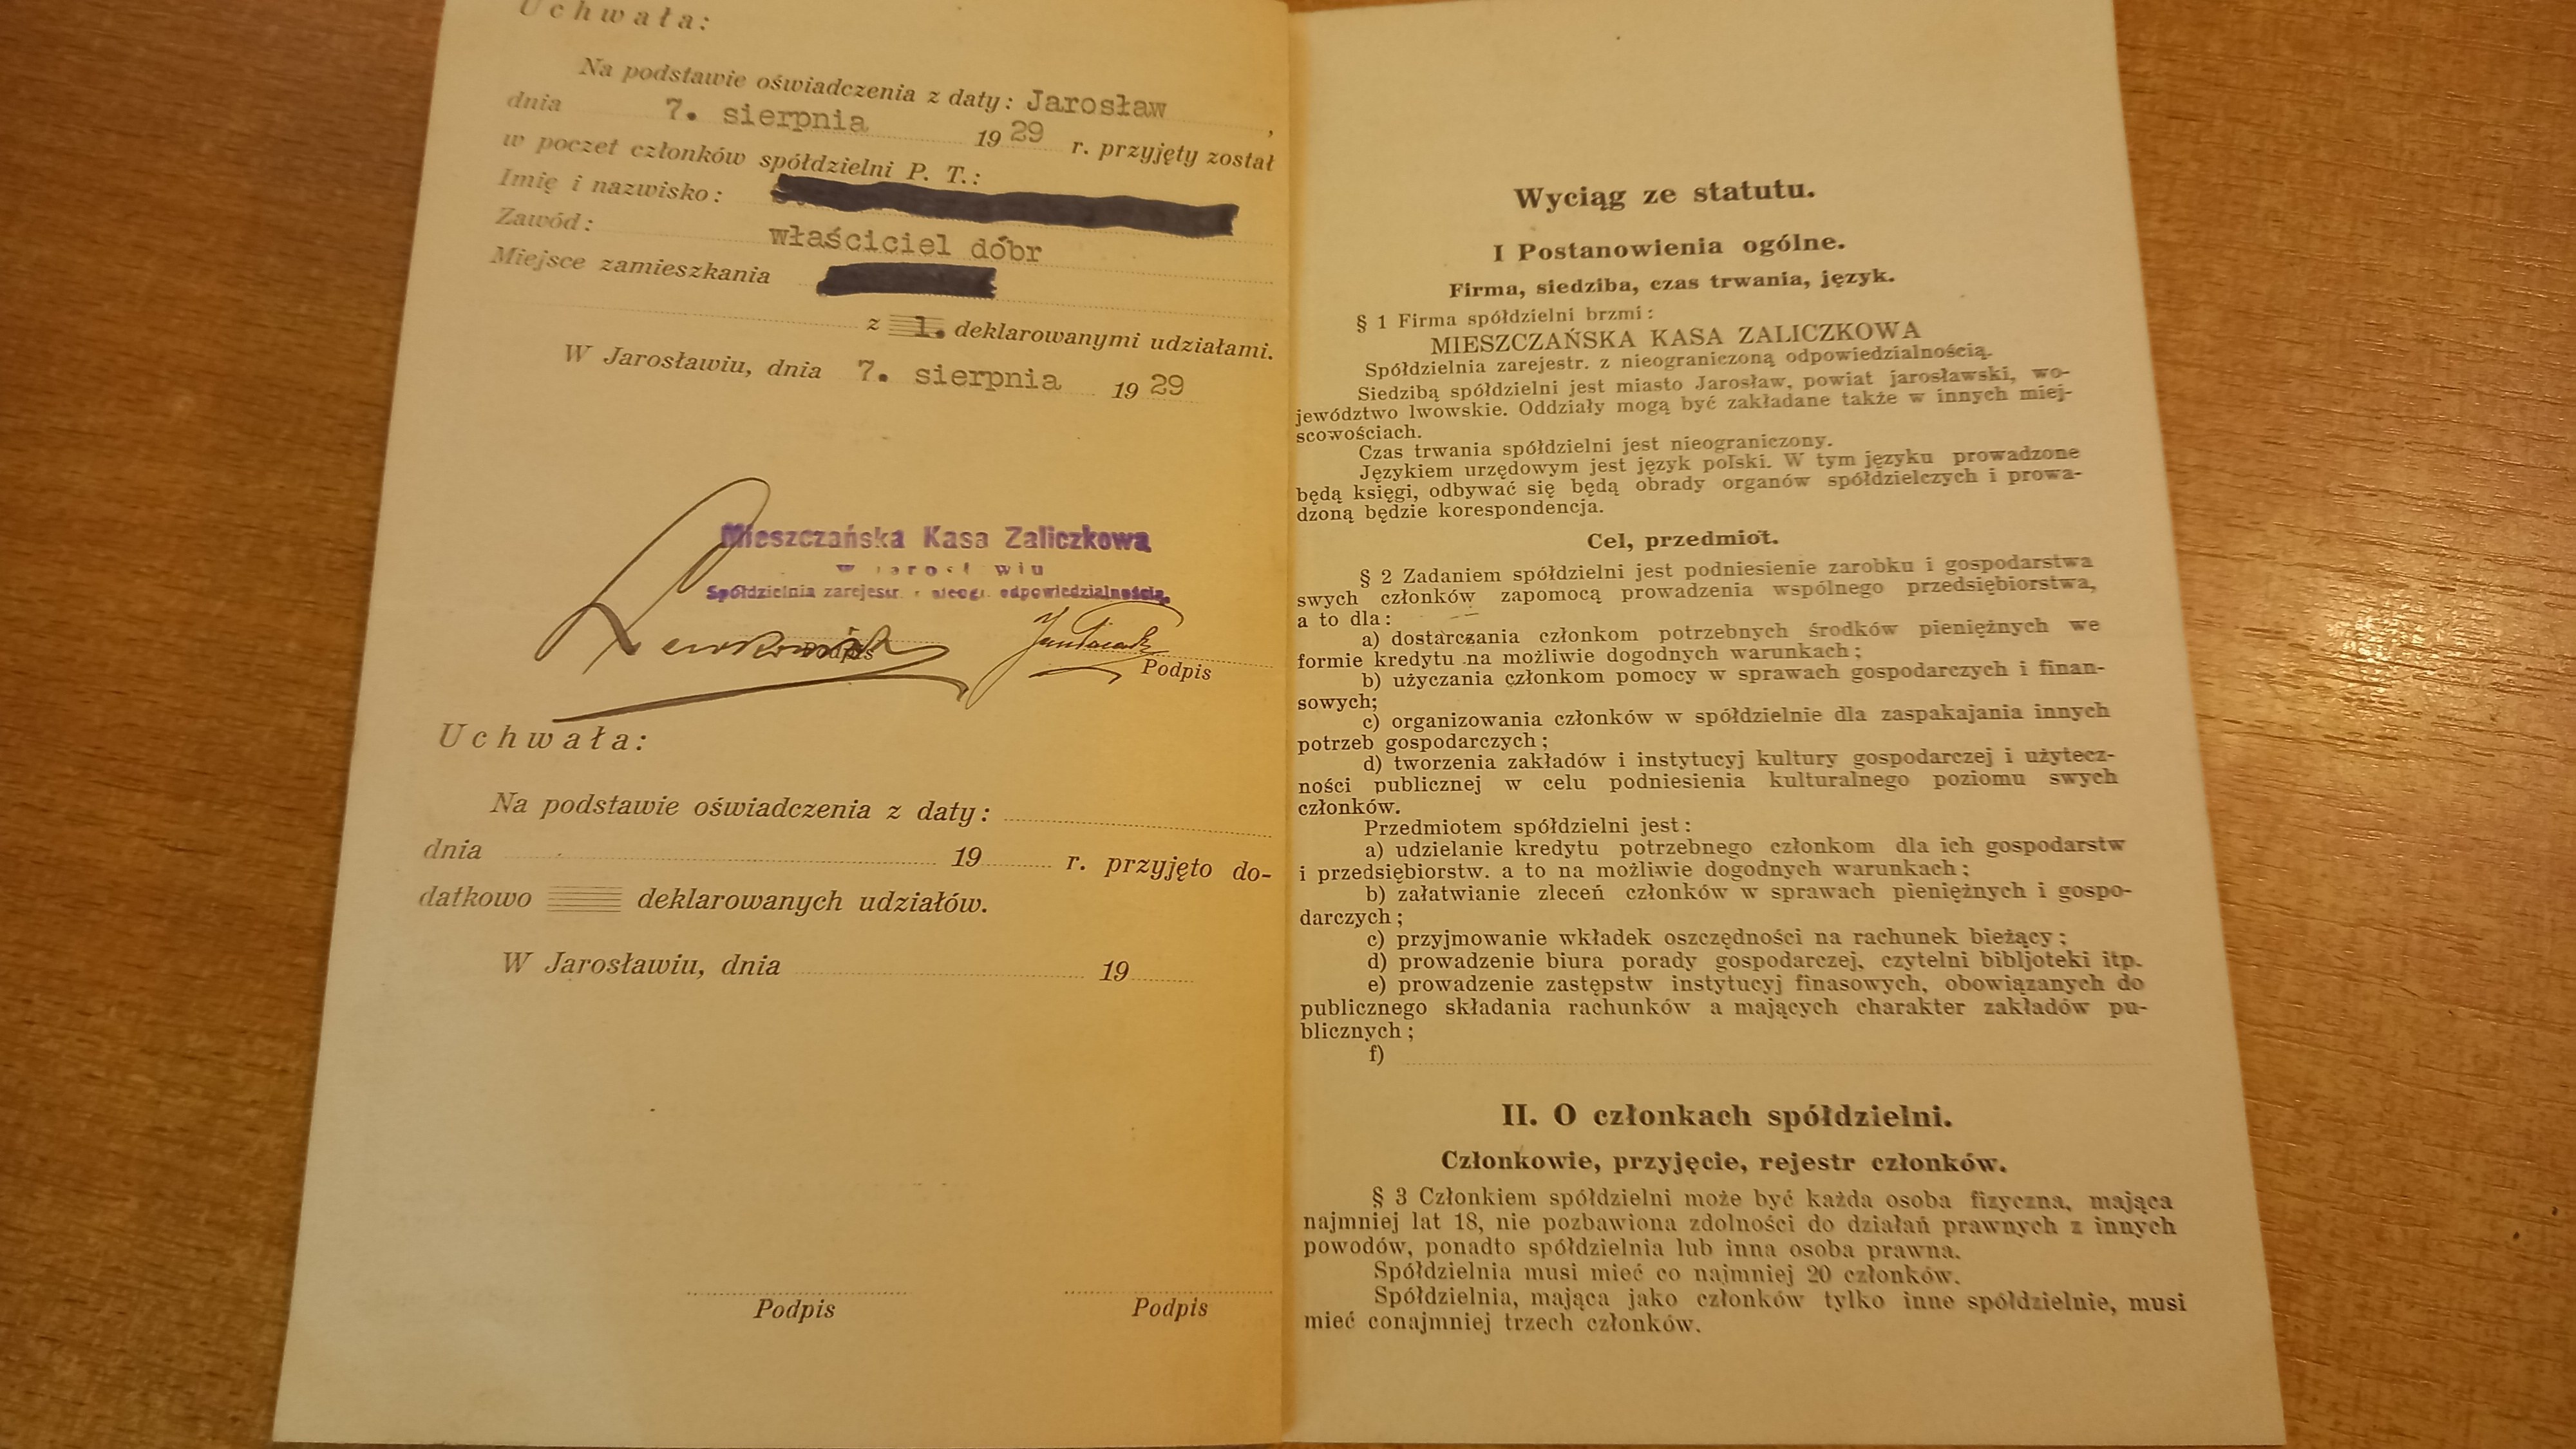 Uchwała:
Na podstawie oświadczenia z daty: Jarosław,
dnia 7. sierpnia 1929 r. przyjęty został
w poczet członków spółdzielni P. T.:
Imię i nazwisko:
Zawód: właściciel dóbr
Miejsce zamieszkania
z 1. deklarowanymi udziałami.
W Jarosławiu, dnia 7. sierpnia 1929
Mieszczańska Kasa Zaliczkowa
w Jarosławiu
Spółdzielnia zarejestr. z nieogr. odpowiedzialnością.
Podpis Podpis
Uchwała:
Na podstawie oświadczenia z daty:
dnia 19 r. przyjęto do-
datkowo deklarowanych udziałów.
W Jarosławiu, dnia 19
Podpis Podpis
Wyciąg ze statutu.
I Postanowienia ogólne.
Firma, siedziba, czas trwania, język.
§ 1 Firma spółdzielni brzmi:
MIESZCZAŃSKA KASA ZALICZKOWA
Spółdzielnia zarejestr. z nieograniczoną odpowiedzialnością.
Siedzibą spółdzielni jest miasto Jarosław, powiat jarosławski, wo-
jewództwo lwowskie. Oddziały mogą być zakładane także w innych miej-
scowościach.
Czas trwania spółdzielni jest nieograniczony.
Językiem urzędowym jest język polski. W tym języku prowadzone
będą księgi, odbywać się będą obrady organów spółdzielczych i prowa-
dzoną będzie korespondencja.
Cel, przedmiot.
§ 2 Zadaniem spółdzielni jest podniesienie zarobku i gospodarstwa
swych członków zapomocą prowadzenia wspólnego przedsiębiorstwa,
a to dla:
a) dostarczania członkom potrzebnych środków pieniężnych we
formie kredytu na możliwie dogodnych warunkach;
b) użyczania członkom pomocy w sprawach gospodarczych i finan-
sowych;
c) organizowania członków w spółdzielnie dla zaspakajania innych
potrzeb gospodarczych;
d) tworzenia zakładów i instytucyj kultury gospodarczej i użytecz-
ności publicznej w celu podniesienia kulturalnego poziomu swych
członków.
Przedmiotem spółdzielni jest:
a) udzielanie kredytu potrzebnego członkom dla ich gospodarstw
i przedsiębiorstw. a to na możliwie dogodnych warunkach;
b) załatwianie zleceń członków w sprawach pieniężnych i gospo-
darczych;
c) przyjmowanie wkładek oszczędności na rachunek bieżący;
d) prowadzenie biura porady gospodarczej, czytelni bibljoteki itp.
e) prowadzenie zastępstw instytucyj finasowych, obowiązanych do
publicznego składania rachunków a mających charakter zakładów pu-
blicznych;
f)
II. O członkach spółdzielni.
Członkowie, przyjęcie, rejestr członków.
§ 3 Członkiem spółdzielni może być każda osoba fizyczna, mająca
najmniej lat 18, nie pozbawiona zdolności do działań prawnych z innych
powodów, ponadto spółdzielnia lub inna osoba prawna.
Spółdzielnia musi mieć co najmniej 20 członków.
Spółdzielnia, mająca jako członków tylko inne spółdzielnie, musi
mieć conajmniej trzech członków.